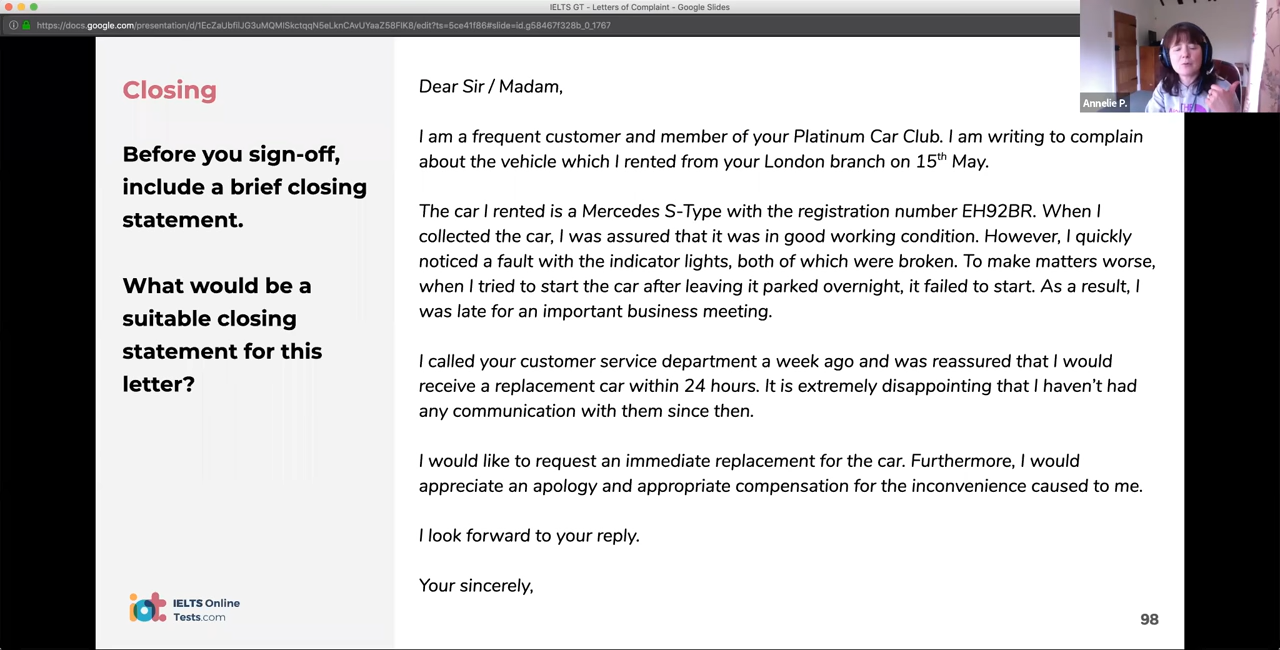 IELTS GT - Letters of Complaint - Google Slides
Closing
Before you sign-off,
include a brief closing
statement.
What would be a
suitable closing
statement for this
letter?
IELTS Online
Tests.com
Dear Sir / Madam,
I am a frequent customer and member of your Platinum Car Club. I am writing to complain
about the vehicle which I rented from your London branch on 15th May.
The car I rented is a Mercedes S-Type with the registration number EH92BR. When I
collected the car, I was assured that it was in good working condition. However, I quickly
noticed a fault with the indicator lights, both of which were broken. To make matters worse,
when I tried to start the car after leaving it parked overnight, it failed to start. As a result, I
was late for an important business meeting.
I called your customer service department a week ago and was reassured that I would
receive a replacement car within 24 hours. It is extremely disappointing that I haven't had
any communication with them since then.
I would like to request an immediate replacement for the car. Furthermore, I would
appreciate an apology and appropriate compensation for the inconvenience caused to me.
I look forward to your reply.
Your sincerely,
98
Annelie P.